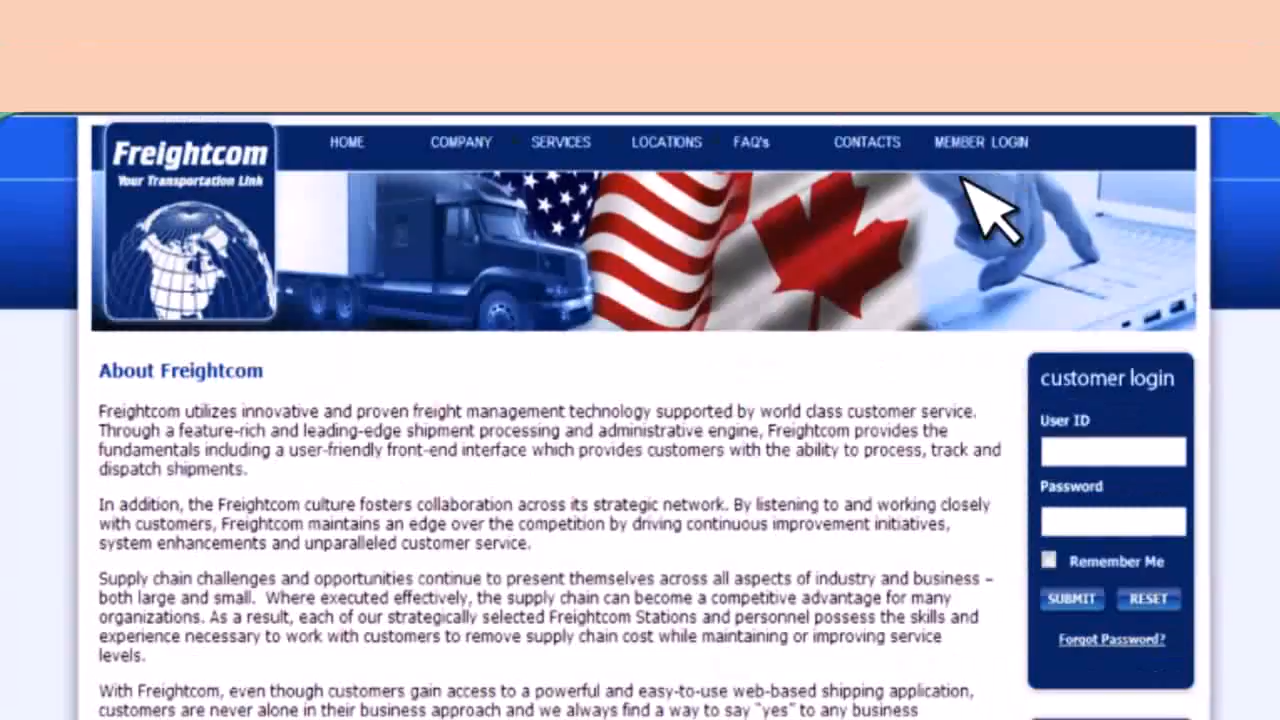 Freightcom
Your Transportation Link
HOME COMPANY SERVICES LOCATIONS FAQ's CONTACTS MEMBER LOGIN
About Freightcom
Freightcom utilizes innovative and proven freight management technology supported by world class customer service.
Through a feature-rich and leading-edge shipment processing and administrative engine, Freightcom provides the
fundamentals including a user-friendly front-end interface which provides customers with the ability to process, track and
dispatch shipments.
In addition, the Freightcom culture fosters collaboration across its strategic network. By listening to and working closely
with customers, Freightcom maintains an edge over the competition by driving continuous improvement initiatives,
system enhancements and unparalleled customer service.
Supply chain challenges and opportunities continue to present themselves across all aspects of industry and business –
both large and small. Where executed effectively, the supply chain can become a competitive advantage for many
organizations. As a result, each of our strategically selected Freightcom Stations and personnel possess the skills and
experience necessary to work with customers to remove supply chain cost while maintaining or improving service
levels.
With Freightcom, even though customers gain access to a powerful and easy-to-use web-based shipping application,
customers are never alone in their business approach and we always find a way to say "yes" to any business
customer login
User ID
Password
Remember Me
SUBMIT RESET
Forgot Password?